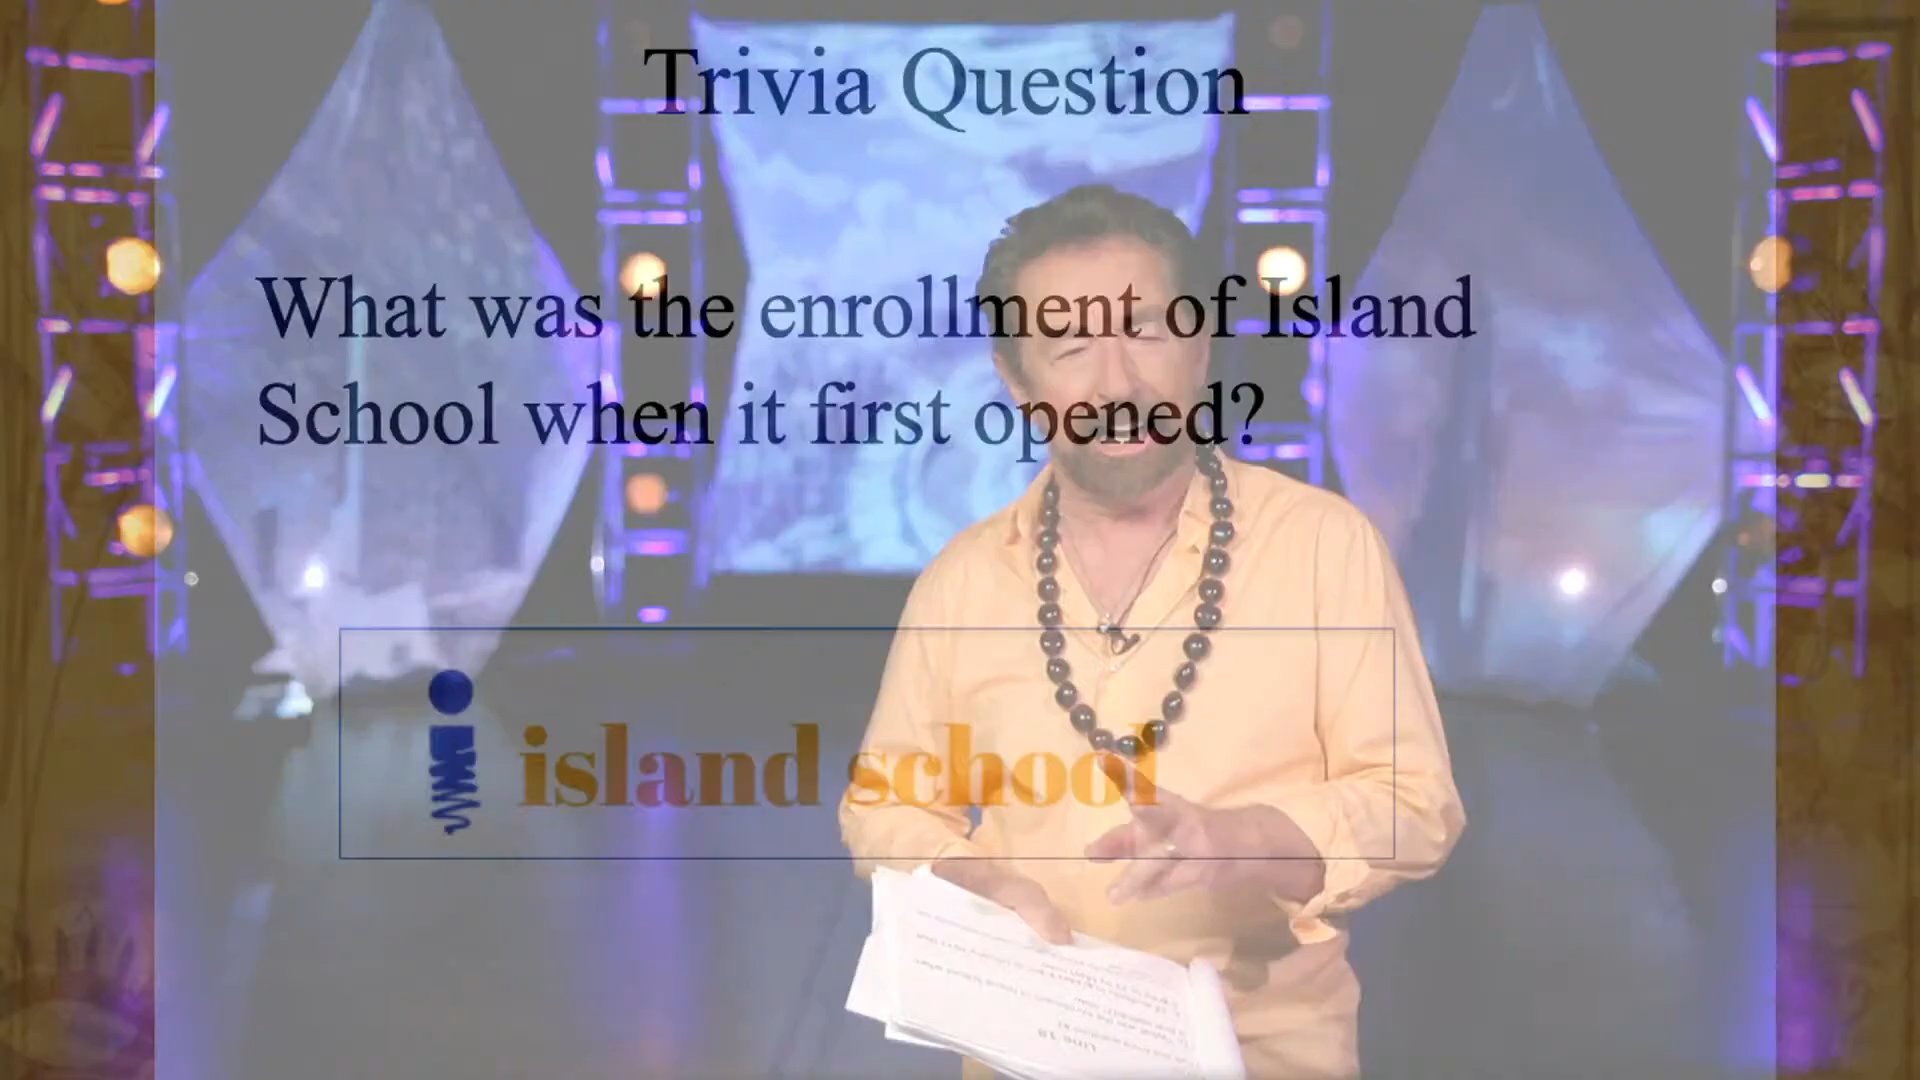 Trivia Question
What was the enrollment of Island
School when it first opened?
island school